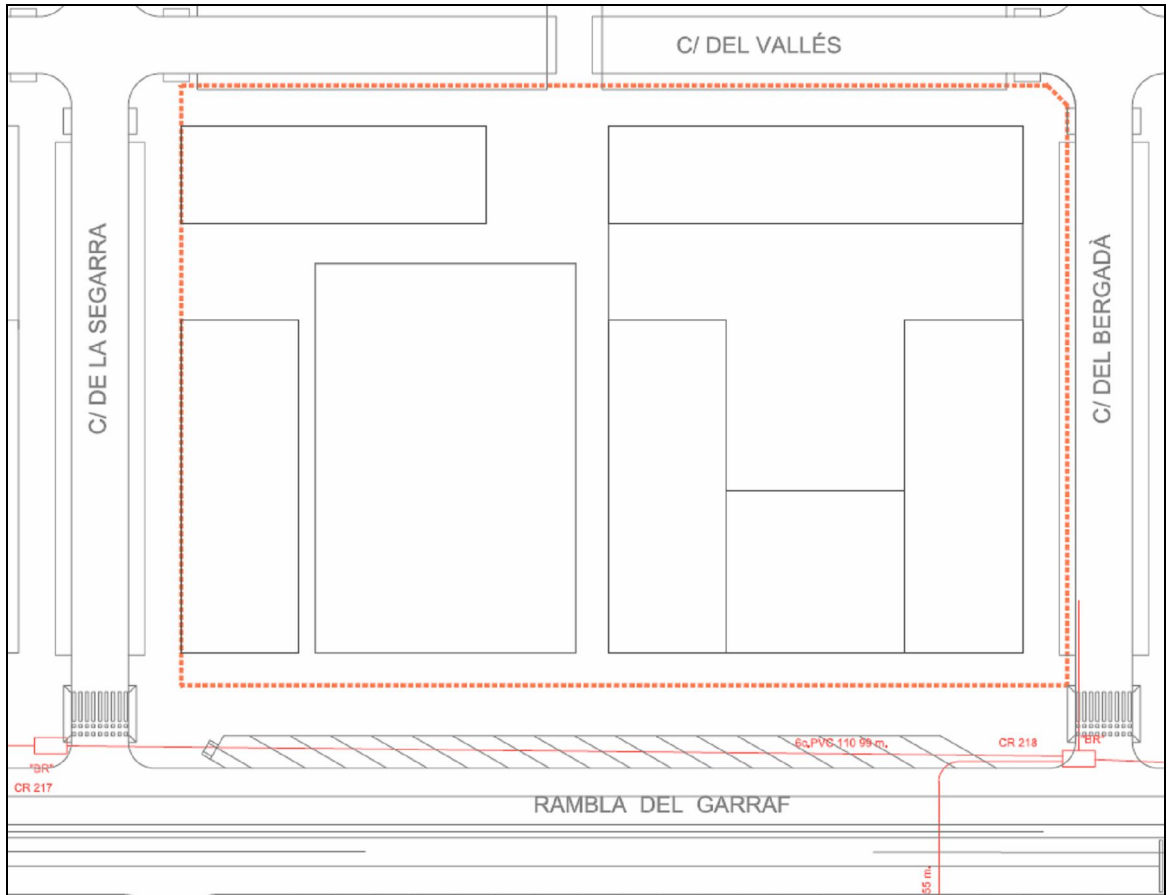 C/ DEL VALLÉS
C/ DE LA SEGARRA
C/ DEL BERGADÀ
6c.PVC 110 99 m.
CR 218
"BR"
"BR"
CR 217
RAMBLA DEL GARRAF
55 m.